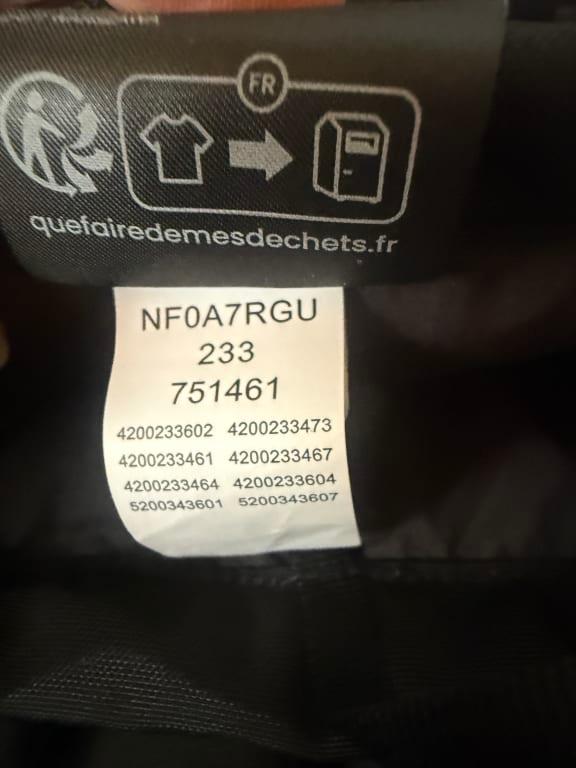 FR
quefairedemesdechets.fr
NF0A7RGU
233
751461
4200233602 4200233473
4200233461 4200233467
4200233464 4200233604
5200343601 5200343607